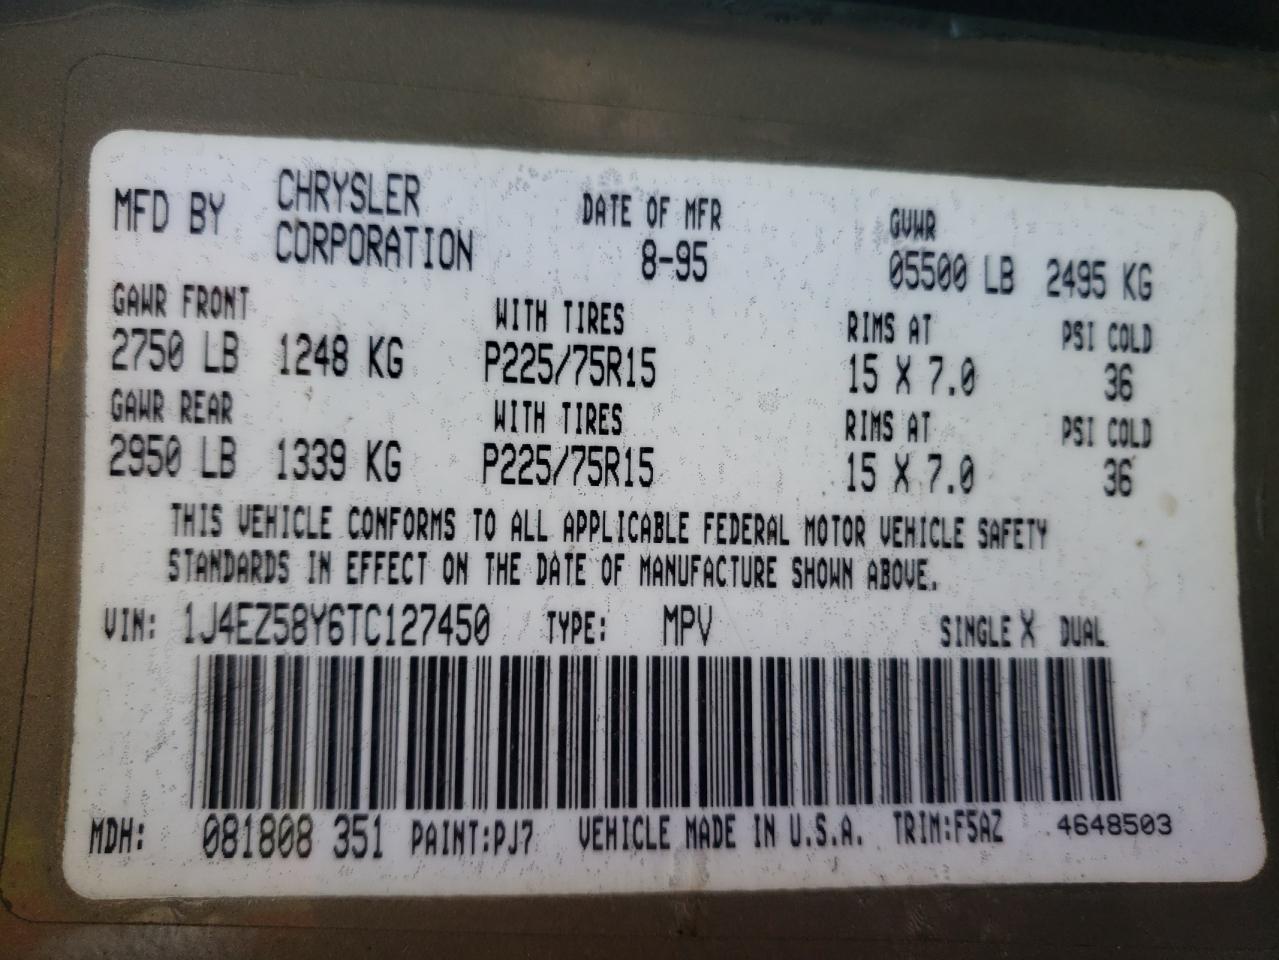 MFD BY CHRYSLER CORPORATION DATE OF MFR 8-95 GVWR 05500 LB 2495 KG
GAWR FRONT WITH TIRES RIMS AT PSI COLD
2750 LB 1248 KG P225/75R15 15 X 7.0 36
GAWR REAR WITH TIRES RIMS AT PSI COLD
2950 LB 1339 KG P225/75R15 15 X 7.0 36
THIS VEHICLE CONFORMS TO ALL APPLICABLE FEDERAL MOTOR VEHICLE SAFETY
STANDARDS IN EFFECT ON THE DATE OF MANUFACTURE SHOWN ABOVE.
VIN: 1J4EZ58Y6TC127450 TYPE: MPV SINGLE X DUAL
MDH: 081808 351 PAINT:PJ7 VEHICLE MADE IN U.S.A. TRIM:F5AZ 4648503